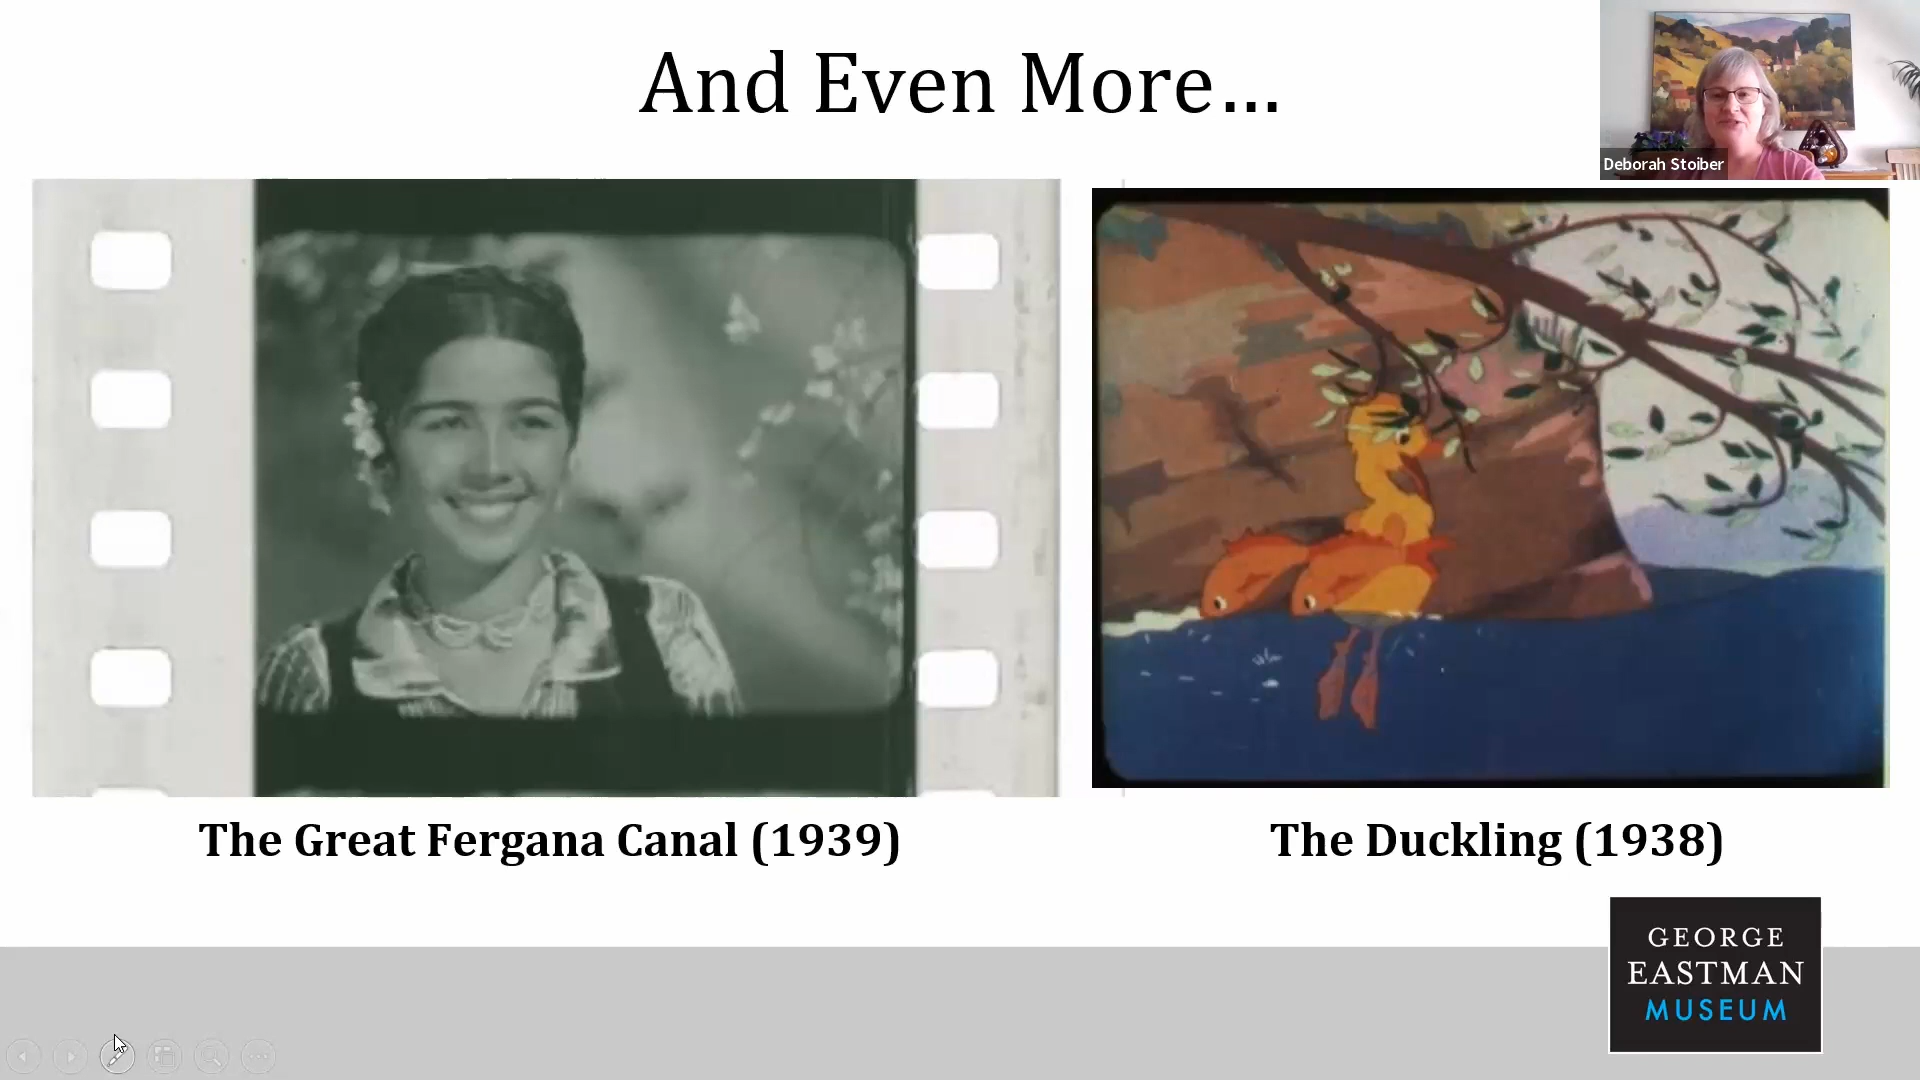 And Even More...
Deborah Stoiber
The Great Fergana Canal (1939)
The Duckling (1938)
GEORGE
EASTMAN
MUSEUM